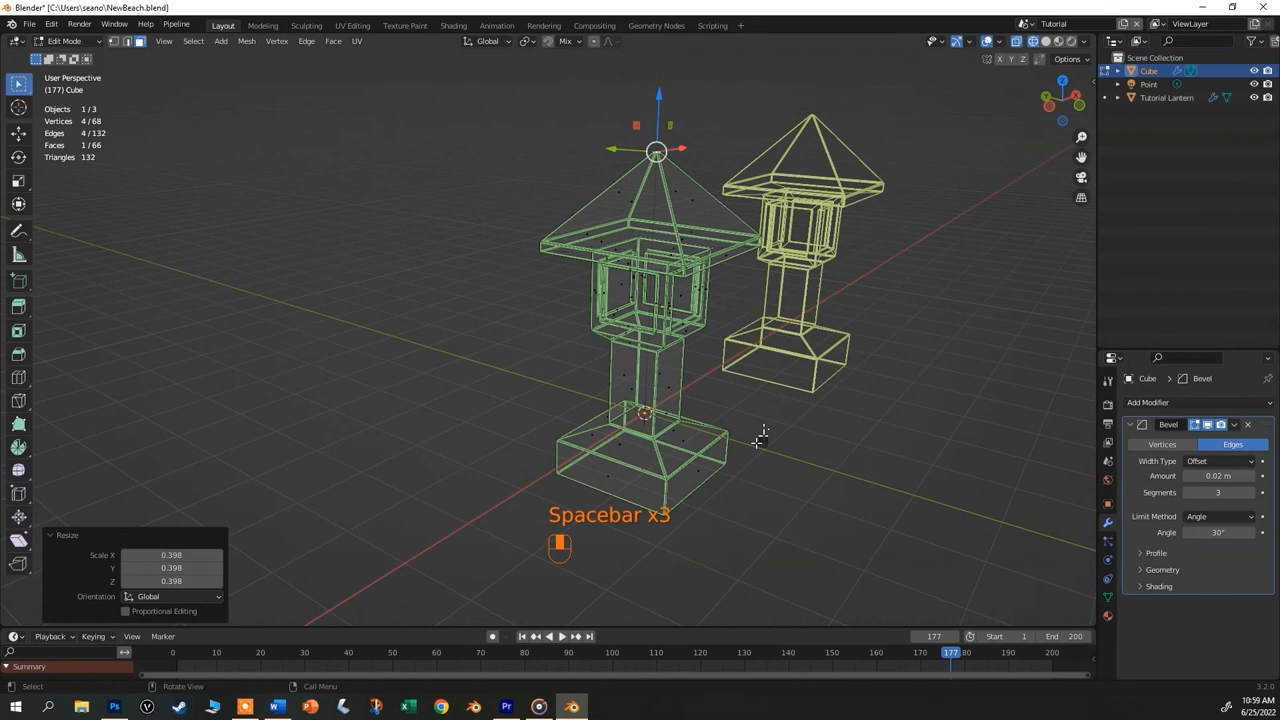 Blender* [C:\Users\seano\NewBeach.blend]
File Edit Render Window Help Pipeline Layout Modeling Sculpting UV Editing Texture Paint Shading Animation Rendering Compositing Geometry Nodes Scripting + Tutorial ViewLayer
Edit Mode View Select Add Mesh Vertex Edge Face UV Global Mix
X Y Z Options
User Perspective
(177) Cube
Objects 1/3
Vertices 4/68
Edges 4/132
Faces 1/66
Triangles 132
Z
Y
X
Spacebar x3
Resize
Scale X 0.398
Y 0.398
Z 0.398
Orientation Global
Proportional Editing
Scene Collection
Cube
Point
Tutorial Lantern
Cube > Bevel
Add Modifier
Bevel
Vertices Edges
Width Type Offset
Amount 0.02 m
Segments 3
Limit Method Angle
Angle 30°
Profile
Geometry
Shading
Playback Keying View Marker 177 Start 1 End 200
0 10 20 30 40 50 60 70 80 90 100 110 120 130 140 150 160 170 177 80 190 200
Summary
Select Rotate View Call Menu 3.2.0
10:59 AM
6/25/2022